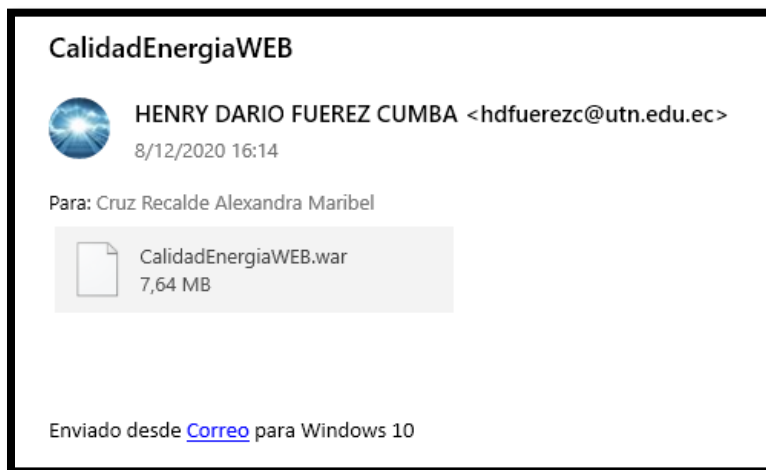 CalidadEnergiaWEB
HENRY DARIO FUEREZ CUMBA <hdfuerezc@utn.edu.ec>
8/12/2020 16:14
Para: Cruz Recalde Alexandra Maribel
CalidadEnergiaWEB.war
7,64 MB
Enviado desde Correo para Windows 10